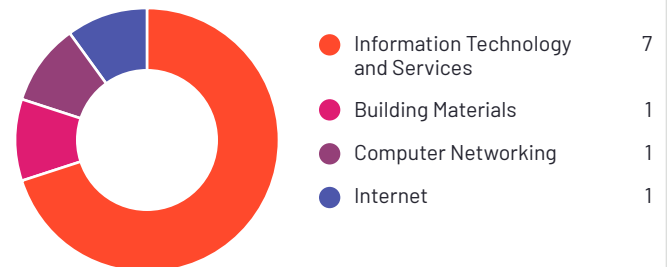 Information Technology 7
and Services
Building Materials 1
Computer Networking 1
Internet 1